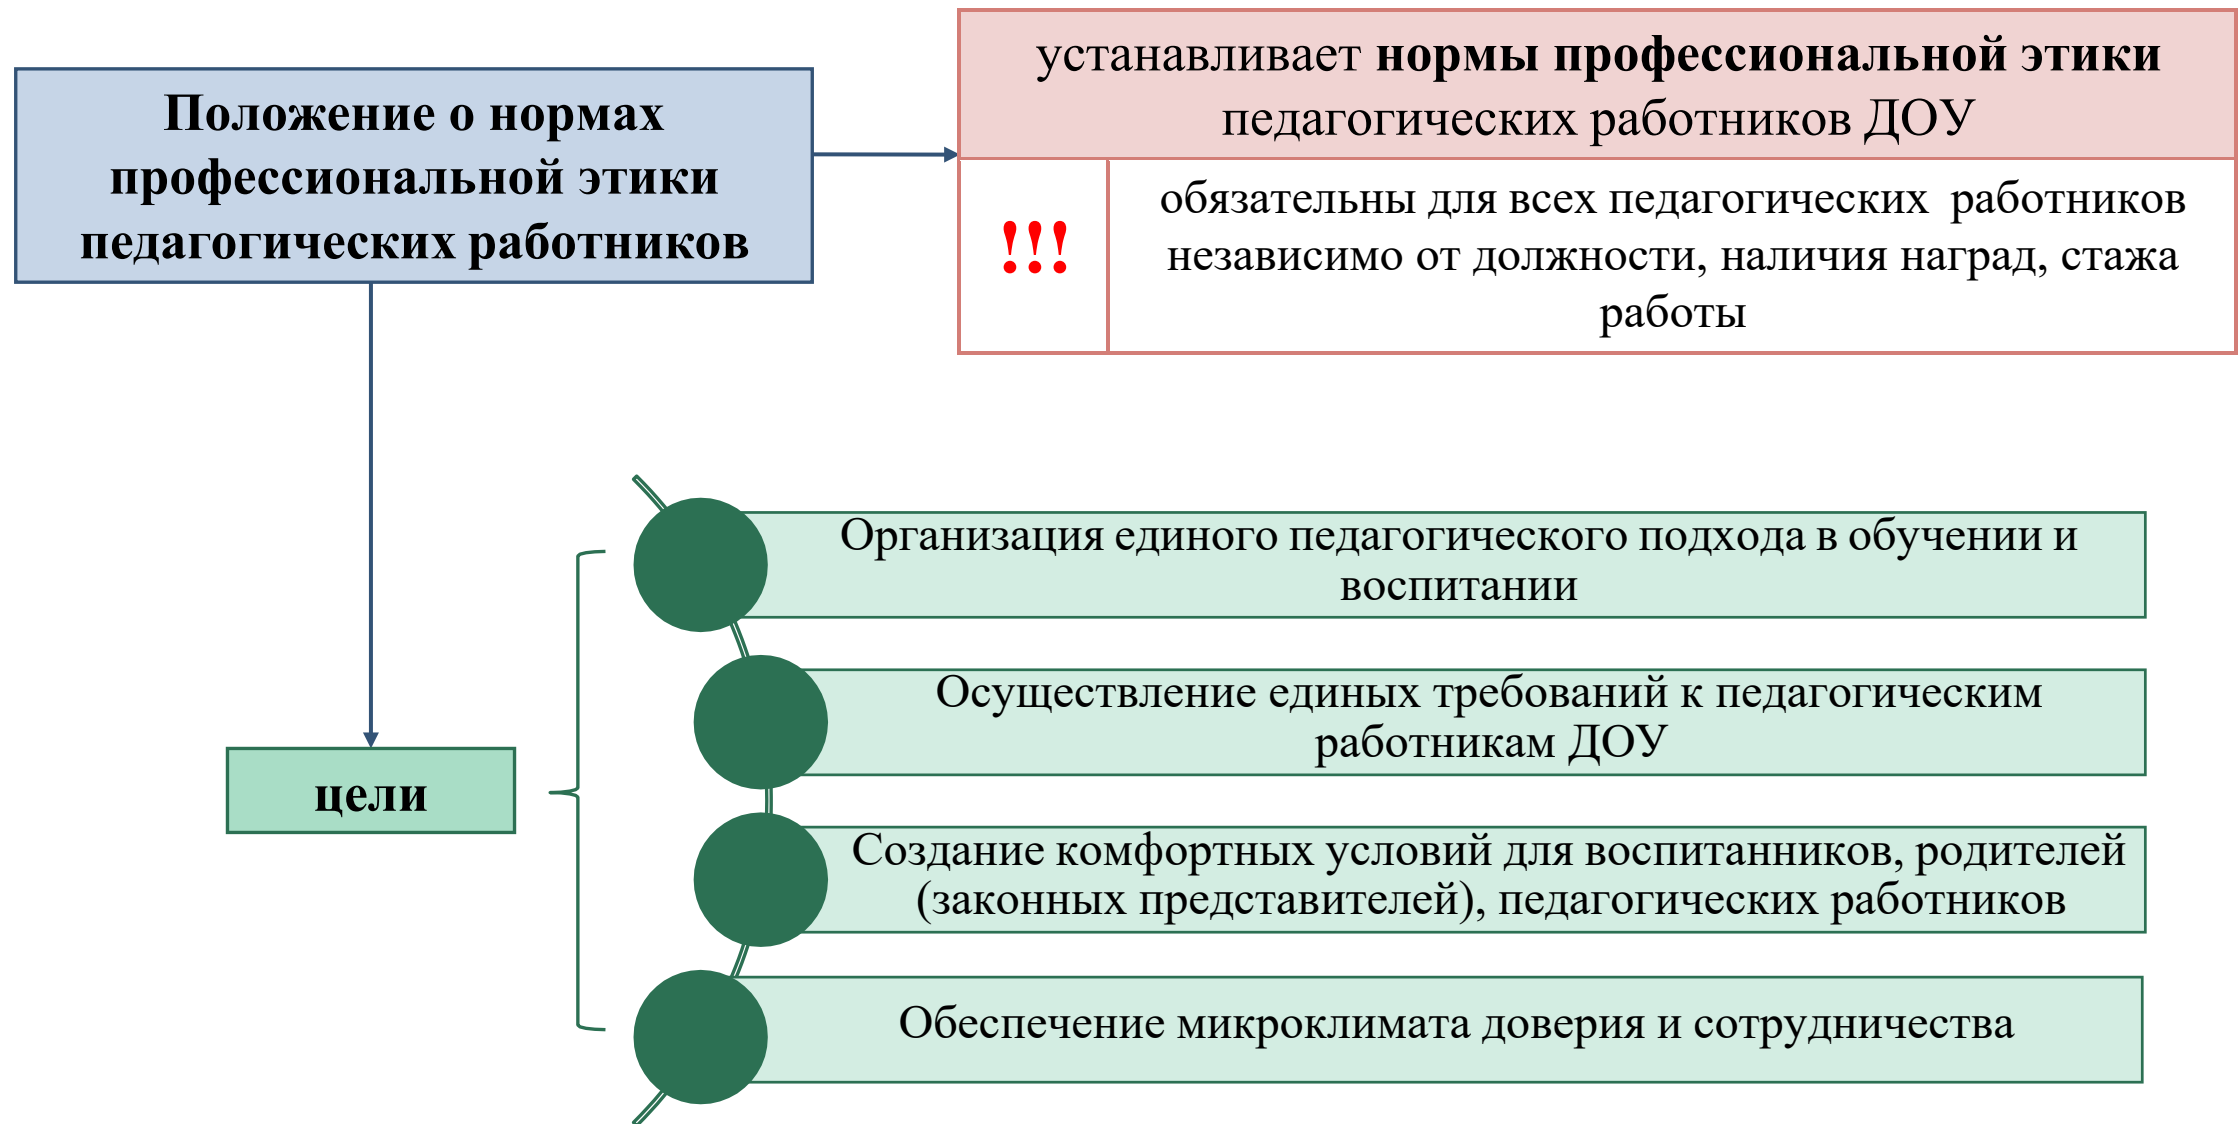 Положение о нормах
профессиональной этики
педагогических работников
устанавливает нормы профессиональной этики
педагогических работников ДОУ
!!!
обязательны для всех педагогических работников
независимо от должности, наличия наград, стажа
работы
цели
Организация единого педагогического подхода в обучении и
воспитании
Осуществление единых требований к педагогическим
работникам ДОУ
Создание комфортных условий для воспитанников, родителей
(законных представителей), педагогических работников
Обеспечение микроклимата доверия и сотрудничества